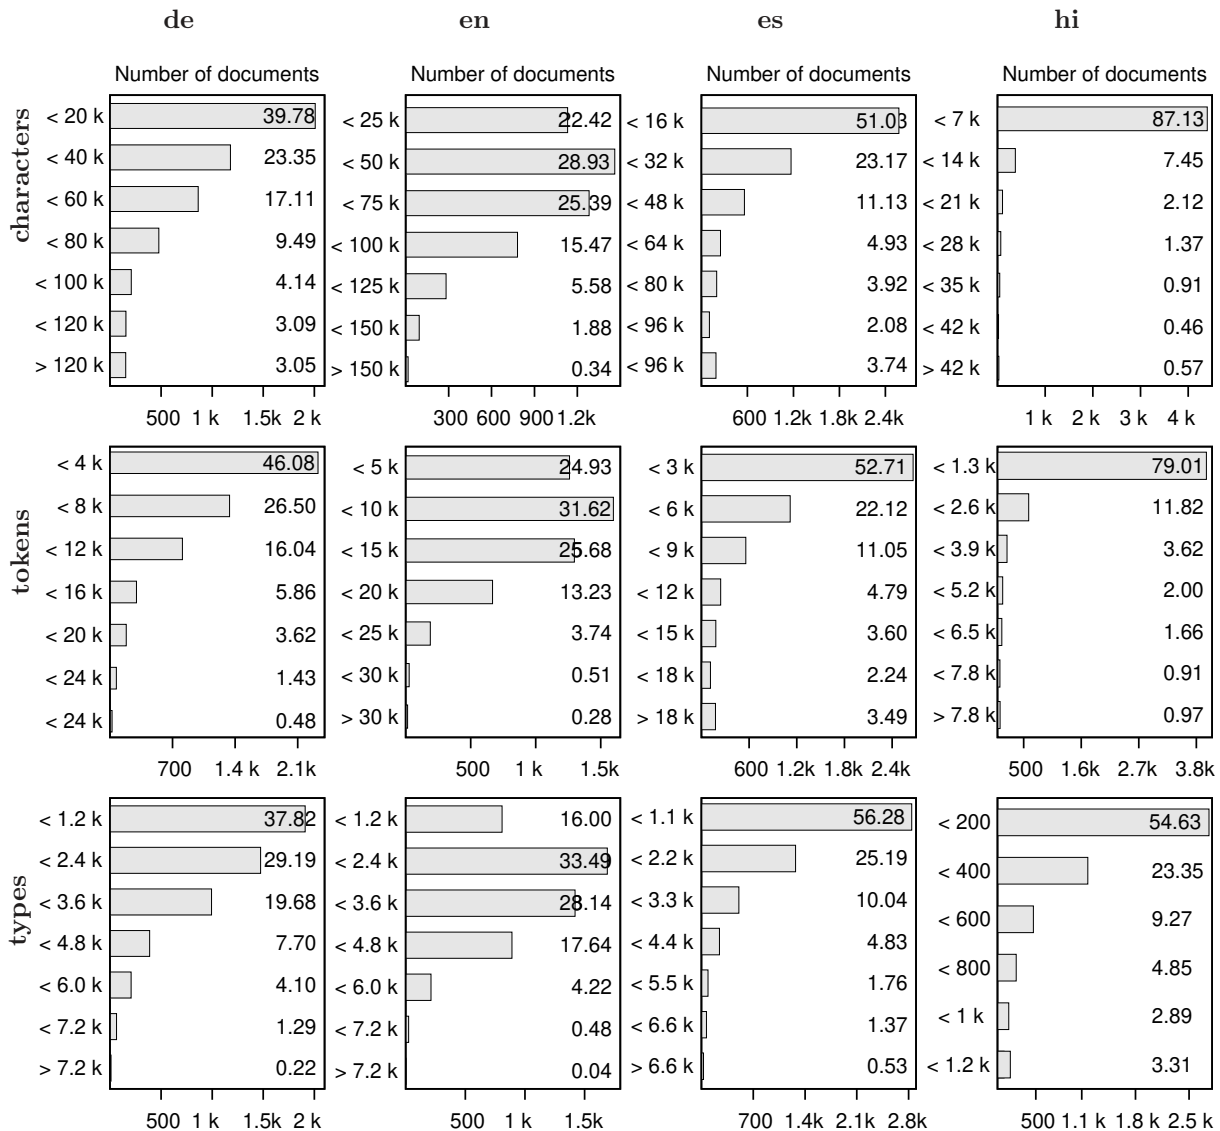 de en es hi
Number of documents Number of documents Number of documents Number of documents
characters
< 20 k 39.78 < 25 k 22.42 < 16 k 51.03 < 7 k 87.13
< 40 k 23.35 < 50 k 28.93 < 32 k 23.17 < 14 k 7.45
< 60 k 17.11 < 75 k 25.39 < 48 k 11.13 < 21 k 2.12
< 80 k 9.49 < 100 k 15.47 < 64 k 4.93 < 28 k 1.37
< 100 k 4.14 < 125 k 5.58 < 80 k 3.92 < 35 k 0.91
< 120 k 3.09 < 150 k 1.88 < 96 k 2.08 < 42 k 0.46
> 120 k 3.05 > 150 k 0.34 < 96 k 3.74 > 42 k 0.57
500 1 k 1.5k 2 k 300 600 900 1.2k 600 1.2k 1.8k 2.4k 1 k 2 k 3 k 4 k
tokens
< 4 k 46.08 < 5 k 24.93 < 3 k 52.71 < 1.3 k 79.01
< 8 k 26.50 < 10 k 31.62 < 6 k 22.12 < 2.6 k 11.82
< 12 k 16.04 < 15 k 25.68 < 9 k 11.05 < 3.9 k 3.62
< 16 k 5.86 < 20 k 13.23 < 12 k 4.79 < 5.2 k 2.00
< 20 k 3.62 < 25 k 3.74 < 15 k 3.60 < 6.5 k 1.66
< 24 k 1.43 < 30 k 0.51 < 18 k 2.24 < 7.8 k 0.91
< 24 k 0.48 > 30 k 0.28 > 18 k 3.49 > 7.8 k 0.97
700 1.4 k 2.1k 500 1 k 1.5k 600 1.2k 1.8k 2.4k 500 1.6k 2.7k 3.8k
types
< 1.2 k 37.82 < 1.2 k 16.00 < 1.1 k 56.28 < 200 54.63
< 2.4 k 29.19 < 2.4 k 33.49 < 2.2 k 25.19 < 400 23.35
< 3.6 k 19.68 < 3.6 k 28.14 < 3.3 k 10.04 < 600 9.27
< 4.8 k 7.70 < 4.8 k 17.64 < 4.4 k 4.83 < 800 4.85
< 6.0 k 4.10 < 6.0 k 4.22 < 5.5 k 1.76 < 1 k 2.89
< 7.2 k 1.29 < 7.2 k 0.48 < 6.6 k 1.37 < 1.2 k 3.31
> 7.2 k 0.22 > 7.2 k 0.04 > 6.6 k 0.53
500 1 k 1.5k 2 k 500 1 k 1.5k 700 1.4k 2.1k 2.8k 500 1.1 k 1.8 k 2.5 k